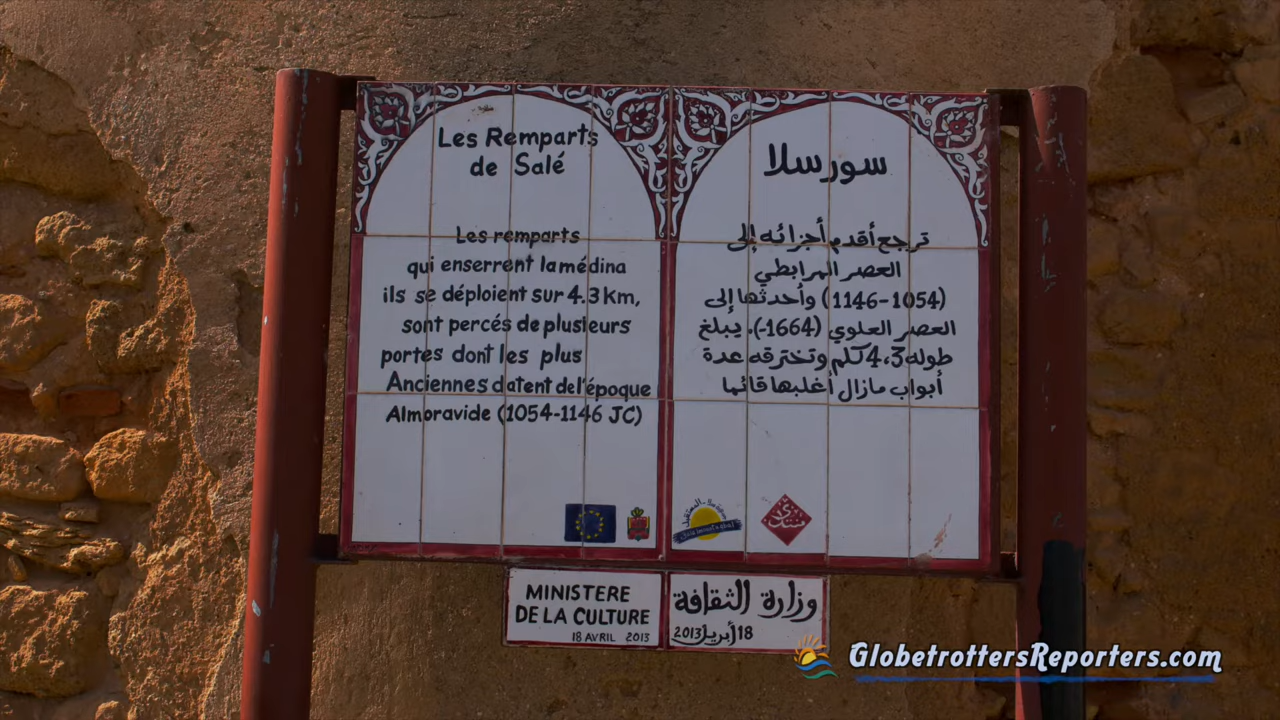 Les Remparts
de Salé
Les remparts
qui enserrent la médina
ils se déploient sur 4.3 km,
sont percés de plusieurs
portes dont les plus
Anciennes datent de l'époque
Almoravide (1054-1146 JC)
سور سلا
ترجع أقدم أجزائه إلى
العصر المرابطي
(1054-1146) وأحدثها إلى
العصر العلوي (1664-). يبلغ
طوله 4،3 كلم وتخترقه عدة
أبواب مازال أغلبها قائما
منتدى
MINISTERE
DE LA CULTURE
18 AVRIL 2013
وزارة الثقافة
18 أبريل 2013
GlobetrottersReporters.com